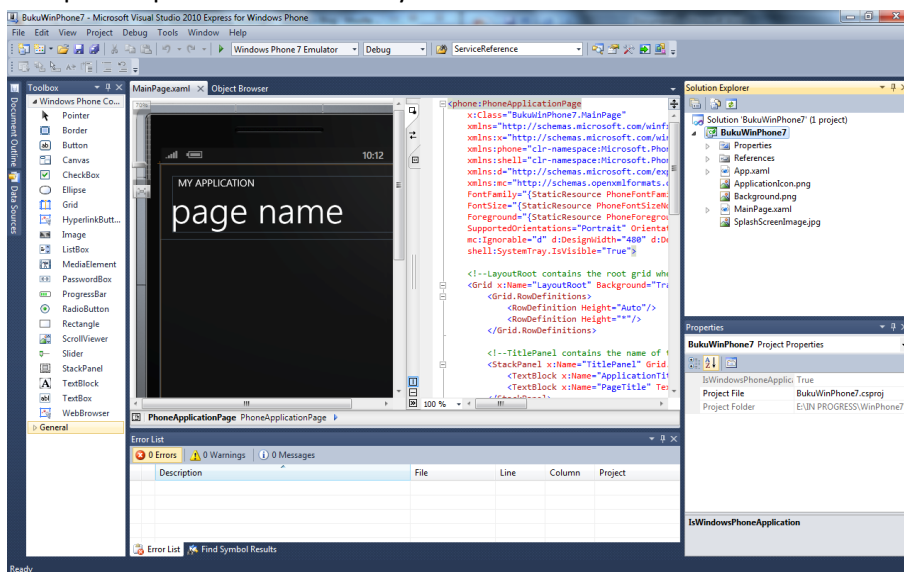 BukuWinPhone7 - Microsoft Visual Studio 2010 Express for Windows Phone
File Edit View Project Debug Tools Window Help
Windows Phone 7 Emulator Debug ServiceReference
Document Outline
Data Sources
Toolbox
Windows Phone Co...
Pointer
Border
Button
Canvas
CheckBox
Ellipse
Grid
HyperlinkButt...
Image
ListBox
MediaElement
PasswordBox
ProgressBar
RadioButton
Rectangle
ScrollViewer
Slider
StackPanel
TextBlock
TextBox
WebBrowser
General
MainPage.xaml Object Browser
70%
10:12
MY APPLICATION
page name
<phone:PhoneApplicationPage
x:Class="BukuWinPhone7.MainPage"
xmlns="http://schemas.microsoft.com/winf
xmlns:x="http://schemas.microsoft.com/wi
xmlns:phone="clr-namespace:Microsoft.Phon
xmlns:shell="clr-namespace:Microsoft.Phon
xmlns:d="http://schemas.microsoft.com/exp
xmlns:mc="http://schemas.openxmlformats.o
FontFamily="{StaticResource PhoneFontFami
FontSize="{StaticResource PhoneFontSizeNo
Foreground="{StaticResource PhoneForegrou
SupportedOrientations="Portrait" Orientat
mc:Ignorable="d" d:DesignWidth="480" d:De
shell:SystemTray.IsVisible="True">
<!--LayoutRoot contains the root grid whe
<Grid x:Name="LayoutRoot" Background="Tra
<Grid.RowDefinitions>
<RowDefinition Height="Auto"/>
<RowDefinition Height="*"/>
</Grid.RowDefinitions>
<!--TitlePanel contains the name of t
<StackPanel x:Name="TitlePanel" Grid.
<TextBlock x:Name="ApplicationTit
<TextBlock x:Name="PageTitle" Tex
</StackPanel>
100 %
PhoneApplicationPage PhoneApplicationPage
Error List
0 Errors 0 Warnings 0 Messages
Description File Line Column Project
Error List Find Symbol Results
Solution Explorer
Solution 'BukuWinPhone7' (1 project)
BukuWinPhone7
Properties
References
App.xaml
ApplicationIcon.png
Background.png
MainPage.xaml
SplashScreenImage.jpg
Properties
BukuWinPhone7 Project Properties
IsWindowsPhoneApplica True
Project File BukuWinPhone7.csproj
Project Folder E:\IN PROGRESS\WinPhone7
IsWindowsPhoneApplication
Ready